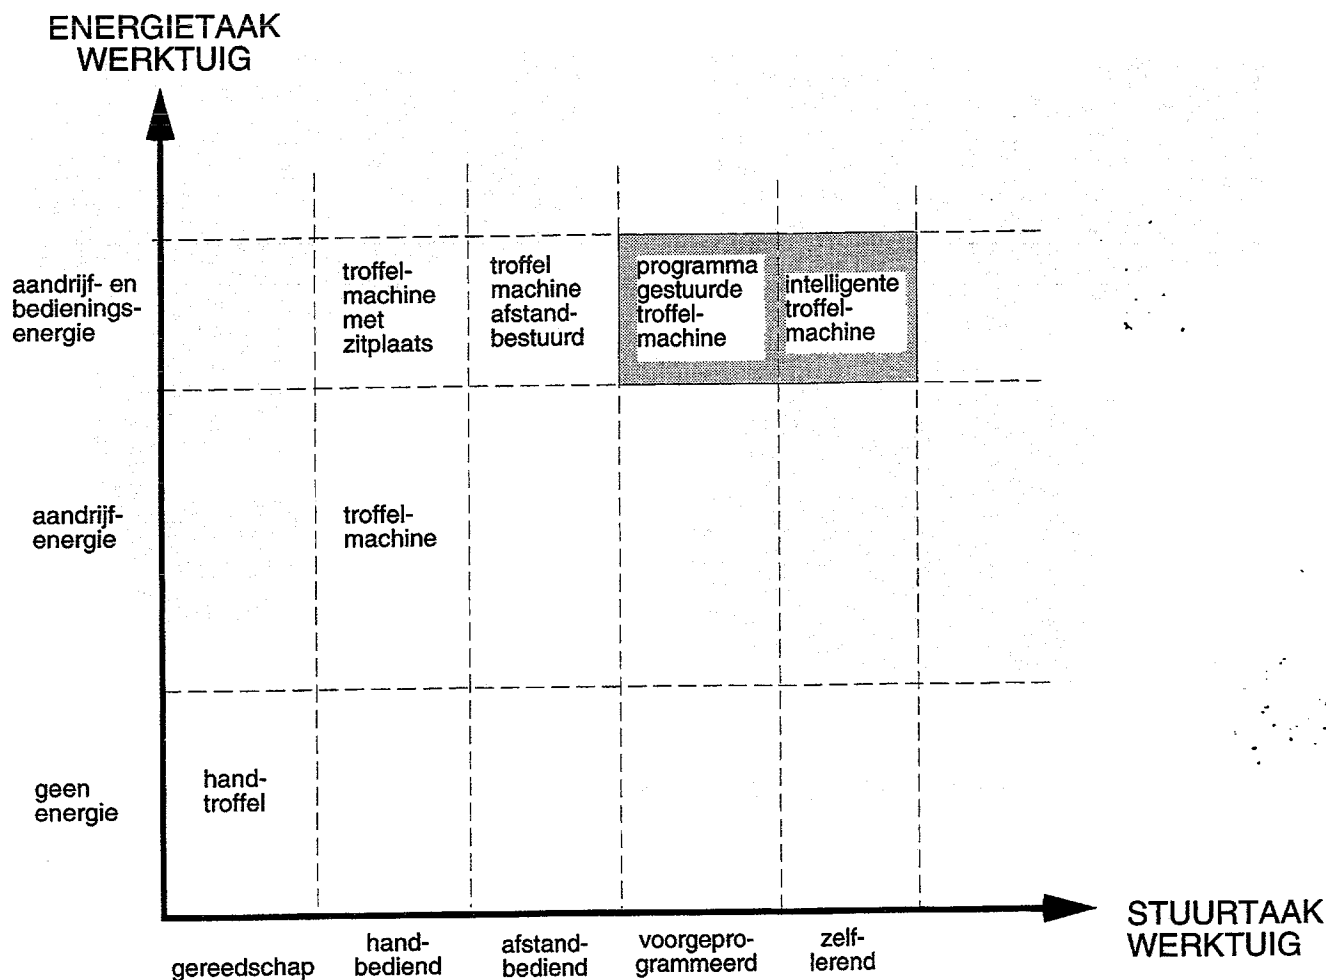 ENERGIETAAK
WERKTUIG
aandrijf- en
bedienings-
energie
troffel-
machine
met
zitplaats
troffel
machine
afstand-
bestuurd
programma
gestuurde
troffel-
machine
intelligente
troffel-
machine
aandrijf-
energie
troffel-
machine
geen
energie
hand-
troffel
gereedschap
hand-
bediend
afstand-
bediend
voorgepro-
grammeerd
zelf-
lerend
STUURTAAK
WERKTUIG